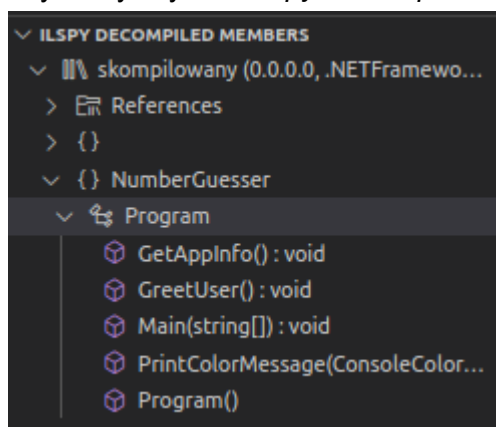 ILSPY DECOMPILED MEMBERS
skompilowany (0.0.0.0, .NETFramewo...
References
{}
{} NumberGuesser
Program
GetAppInfo() : void
GreetUser() : void
Main(string[]) : void
PrintColorMessage(ConsoleColor...
Program()